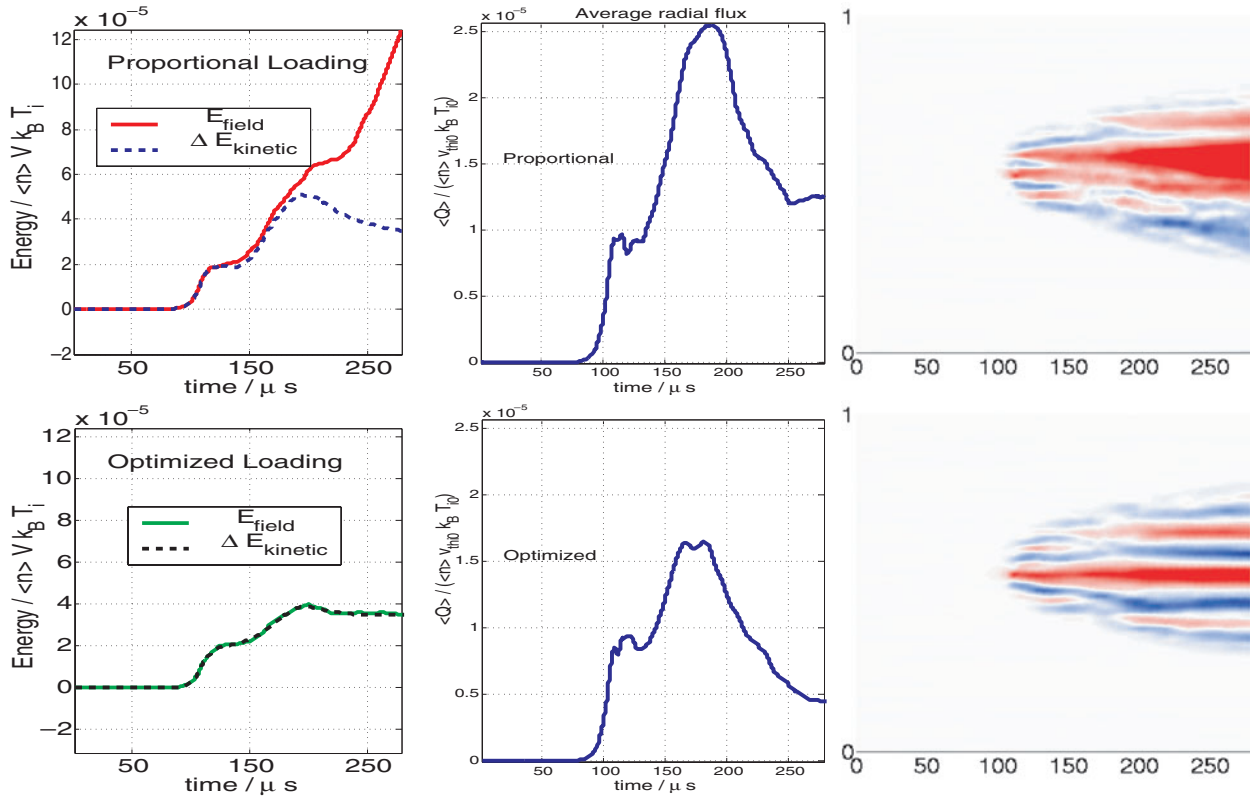 x 10⁻⁵
12
10
8
6
4
2
0
−2
Energy / <n> V k_B T_i
Proportional Loading
E_field
Δ E_kinetic
50
150
250
time / μ s
Average radial flux
x 10⁻⁵
2.5
2
1.5
1
0.5
0
<Q> / (<n> v_th0 k_B T_i0)
Proportional
50
100
150
200
250
time / μ s
1
0
0
50
100
150
200
250
x 10⁻⁵
12
10
8
6
4
2
0
−2
Energy / <n> V k_B T_i
Optimized Loading
E_field
Δ E_kinetic
50
150
250
time / μ s
x 10⁻⁵
2.5
2
1.5
1
0.5
0
<Q> / (<n> v_th0 k_B T_i0)
Optimized
50
100
150
200
250
time / μ s
1
0
0
50
100
150
200
250